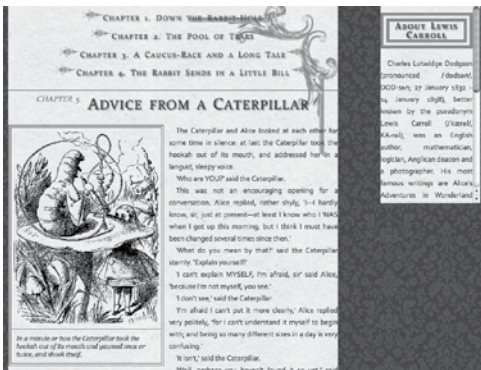 CHAPTER 1. DOWN THE RABBIT-HOLE
CHAPTER 2. THE POOL OF TEARS
CHAPTER 3. A CAUCUS-RACE AND A LONG TALE
CHAPTER 4. THE RABBIT SENDS IN A LITTLE BILL
CHAPTER 5. ADVICE FROM A CATERPILLAR
The Caterpillar and Alice looked at each other for
some time in silence: at last the Caterpillar took the
hookah out of its mouth, and addressed her in a
languid, sleepy voice.
'Who are YOU?' said the Caterpillar.
This was not an encouraging opening for a
conversation. Alice replied, rather shyly, 'I—I hardly
know, sir, just at present—at least I know who I WAS
when I got up this morning, but I think I must have
been changed several times since then.'
'What do you mean by that?' said the Caterpillar
sternly. 'Explain yourself!'
'I can't explain MYSELF, I'm afraid, sir' said Alice,
'because I'm not myself, you see.'
'I don't see,' said the Caterpillar.
'I'm afraid I can't put it more clearly,' Alice replied
very politely, 'for I can't understand it myself to begin
with; and being so many different sizes in a day is very
confusing.'
'It isn't,' said the Caterpillar.
In a minute or two the Caterpillar took the
hookah out of its mouth and yawned once or
twice, and shook itself.
ABOUT LEWIS
CARROLL
Charles Lutwidge Dodgson
(pronounced
DOD-sən; 27 January 1832 –
14 January 1898), better
known by the pseudonym
Lewis Carroll
was an English
author, mathematician,
logician, Anglican deacon and
a photographer. His most
famous writings are Alice's
Adventures in Wonderland